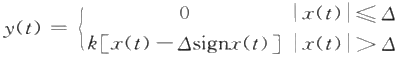 y(t) = { 0 |x(t)| ≤ Δ
k[x(t) − Δsignx(t)] |x(t)| > Δ